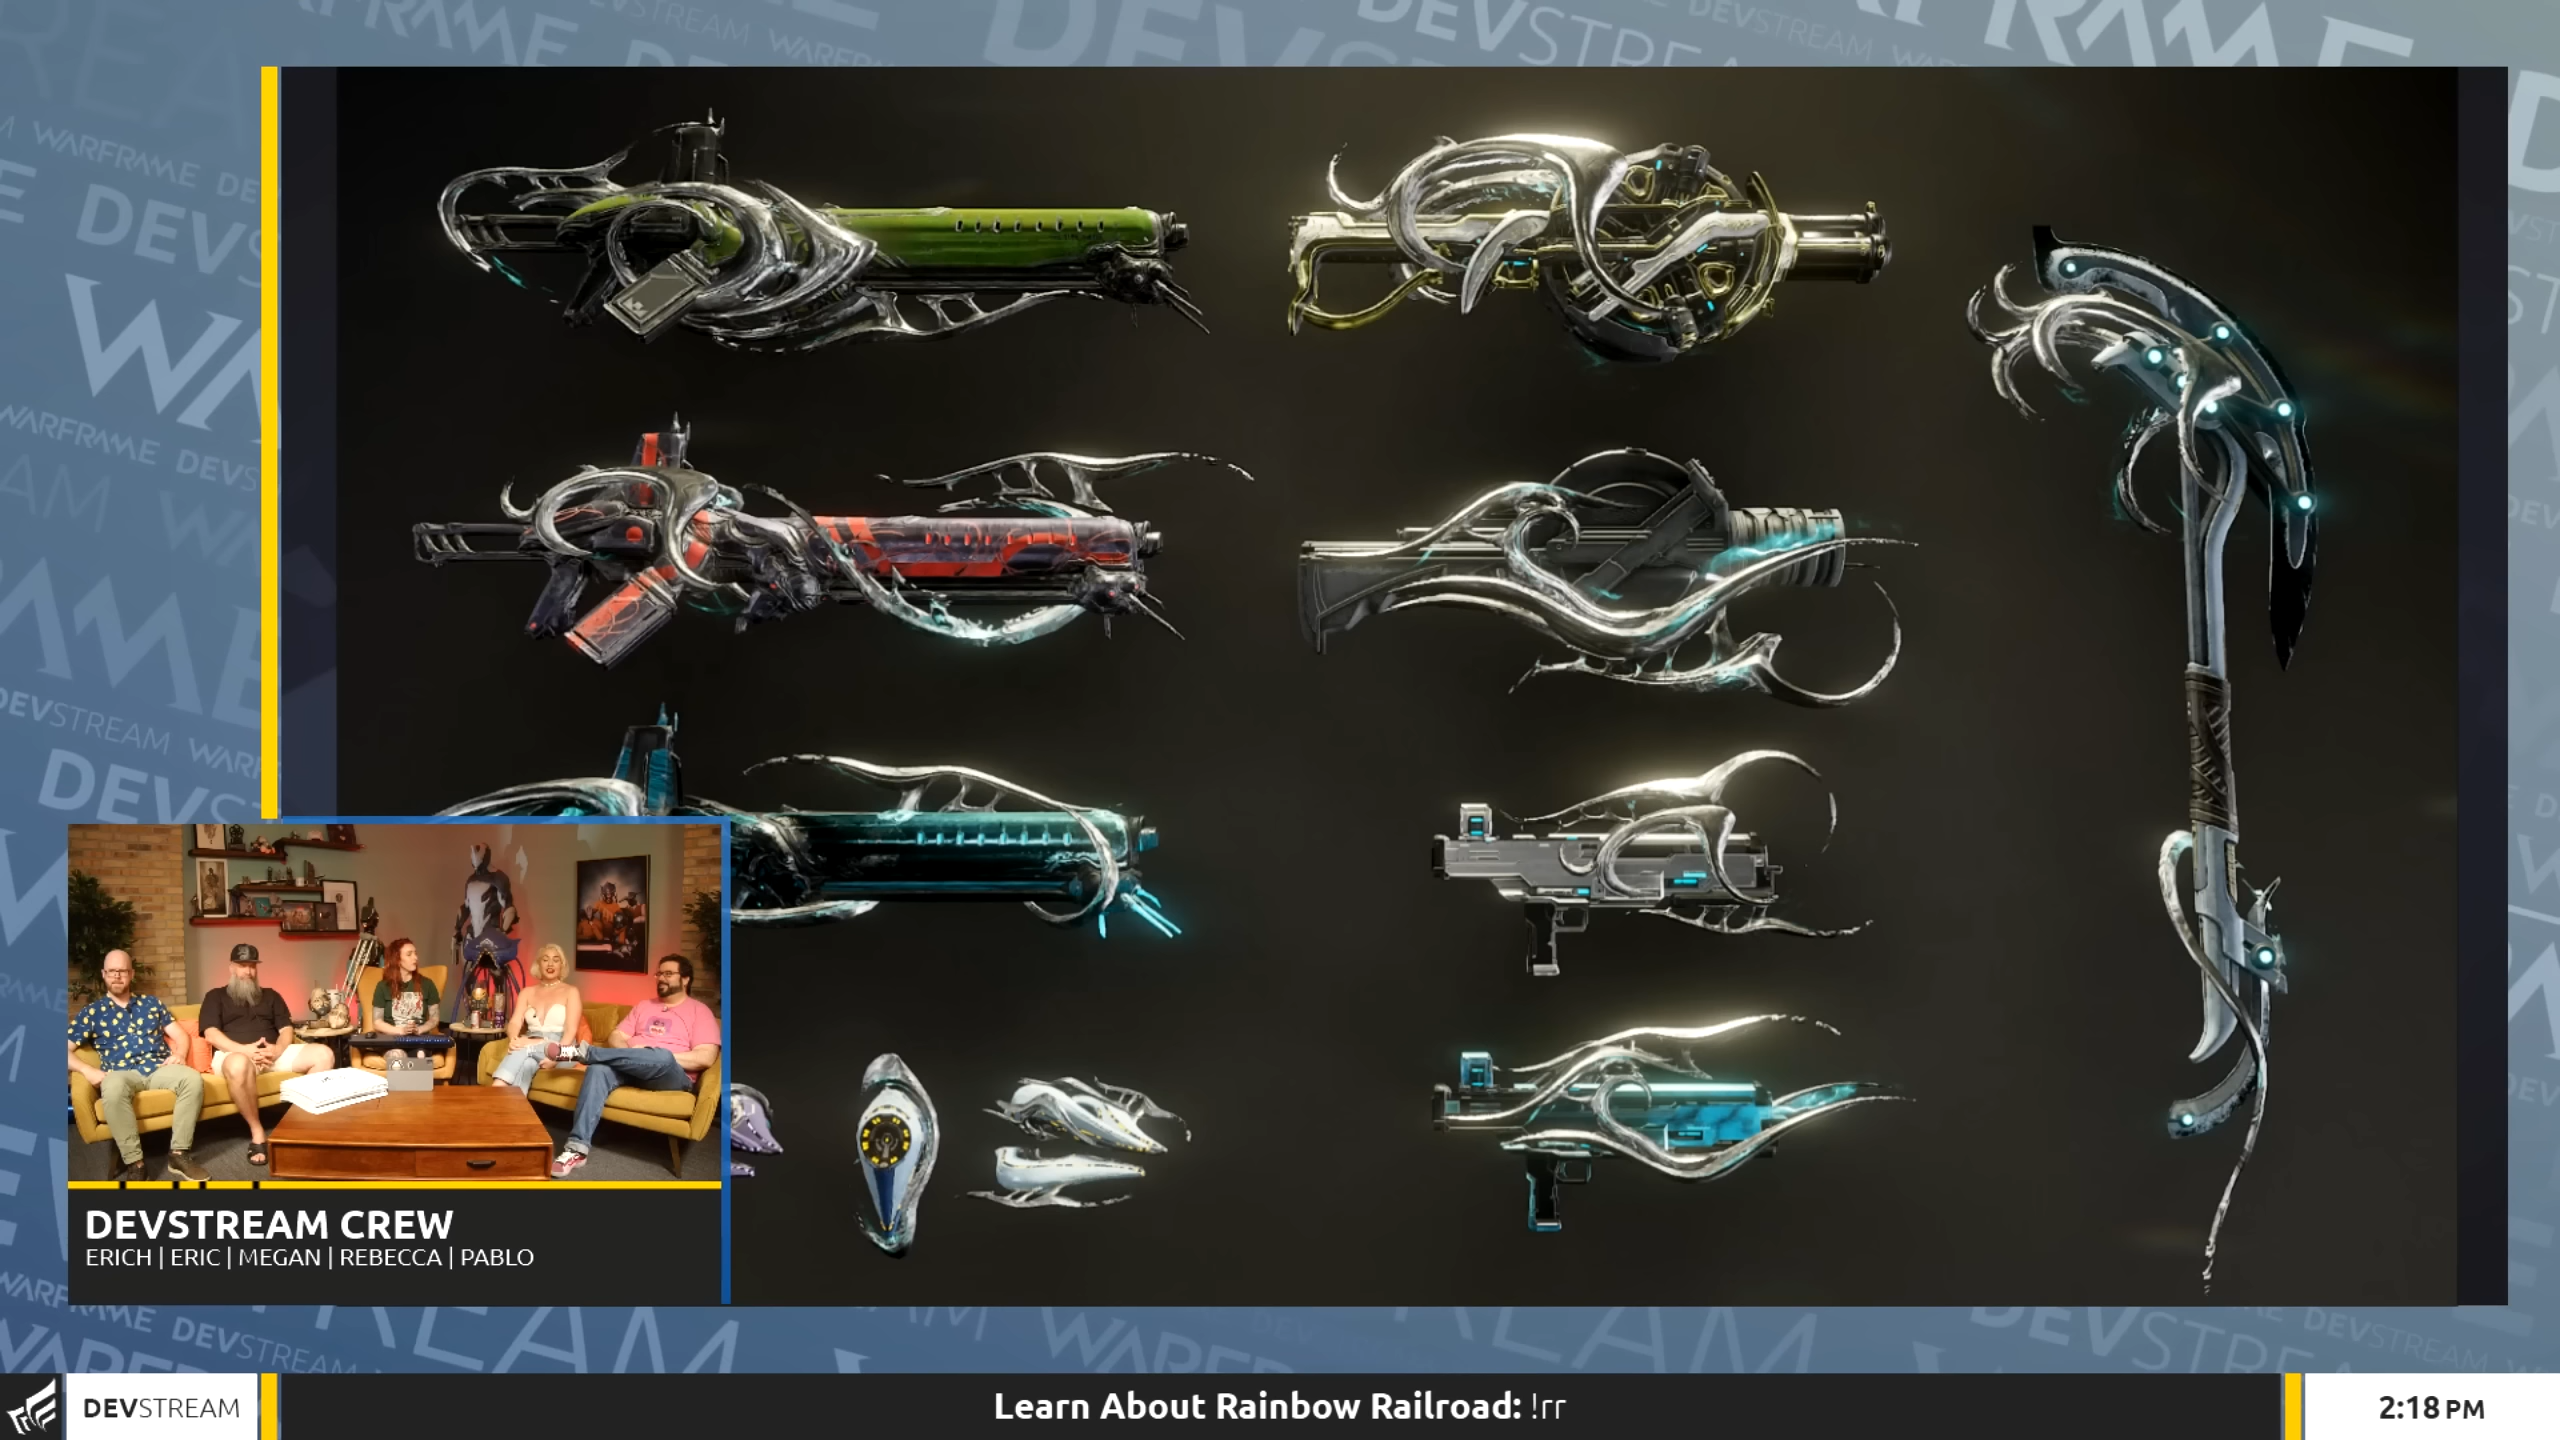 DEVSTREAM CREW
ERICH | ERIC | MEGAN | REBECCA | PABLO
DEVSTREAM
Learn About Rainbow Railroad: !rr
2:18 PM